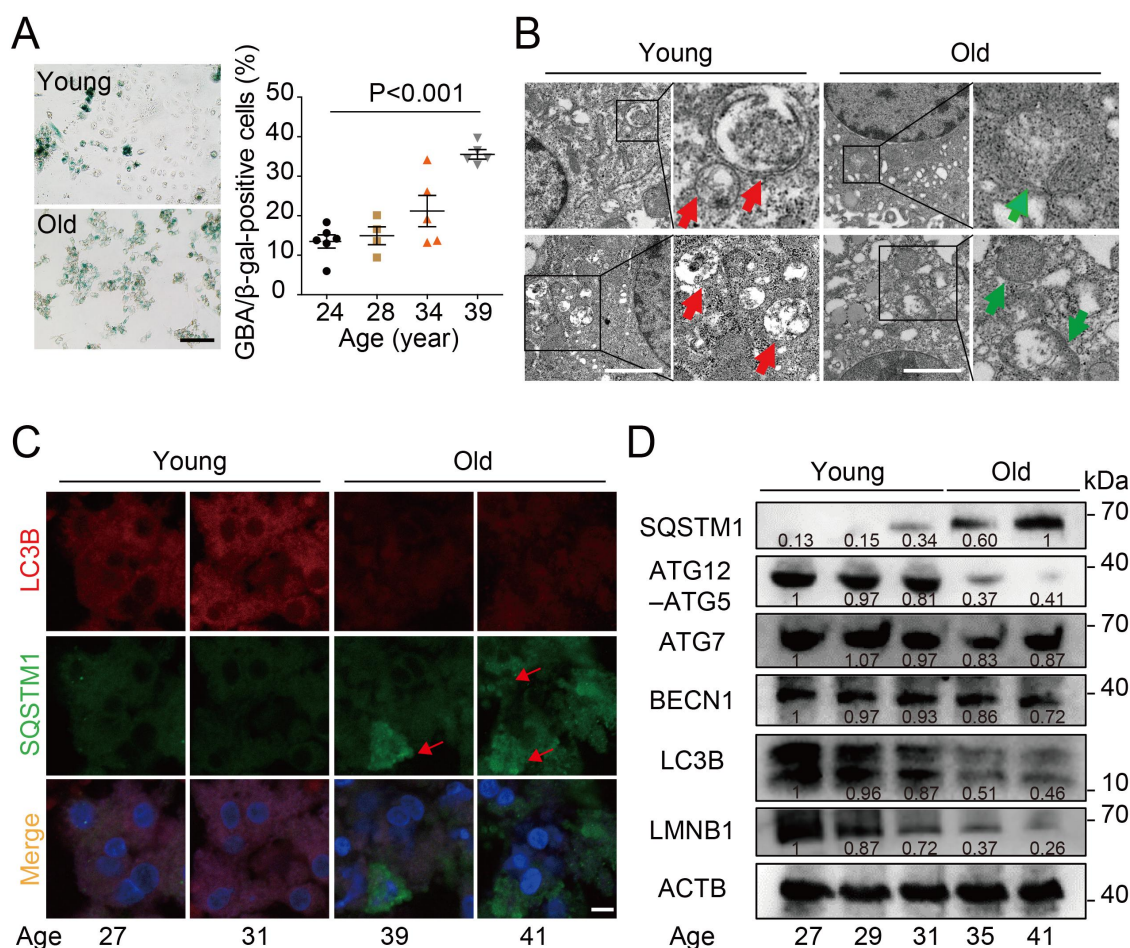 A
Young
Old
GBA/β-gal-positive cells (%)
50
40
30
20
10
0
P<0.001
24 28 34 39
Age (year)
B
Young Old
C
Young Old
LC3B
SQSTM1
Merge
Age 27 31 39 41
D
Young Old
kDa
SQSTM1
70
0.13 0.15 0.34 0.60 1
ATG12
–ATG5
40
1 0.97 0.81 0.37 0.41
ATG7
70
1 1.07 0.97 0.83 0.87
BECN1
40
1 0.97 0.93 0.86 0.72
LC3B
10
1 0.96 0.87 0.51 0.46
LMNB1
70
1 0.87 0.72 0.37 0.26
ACTB
40
Age 27 29 31 35 41